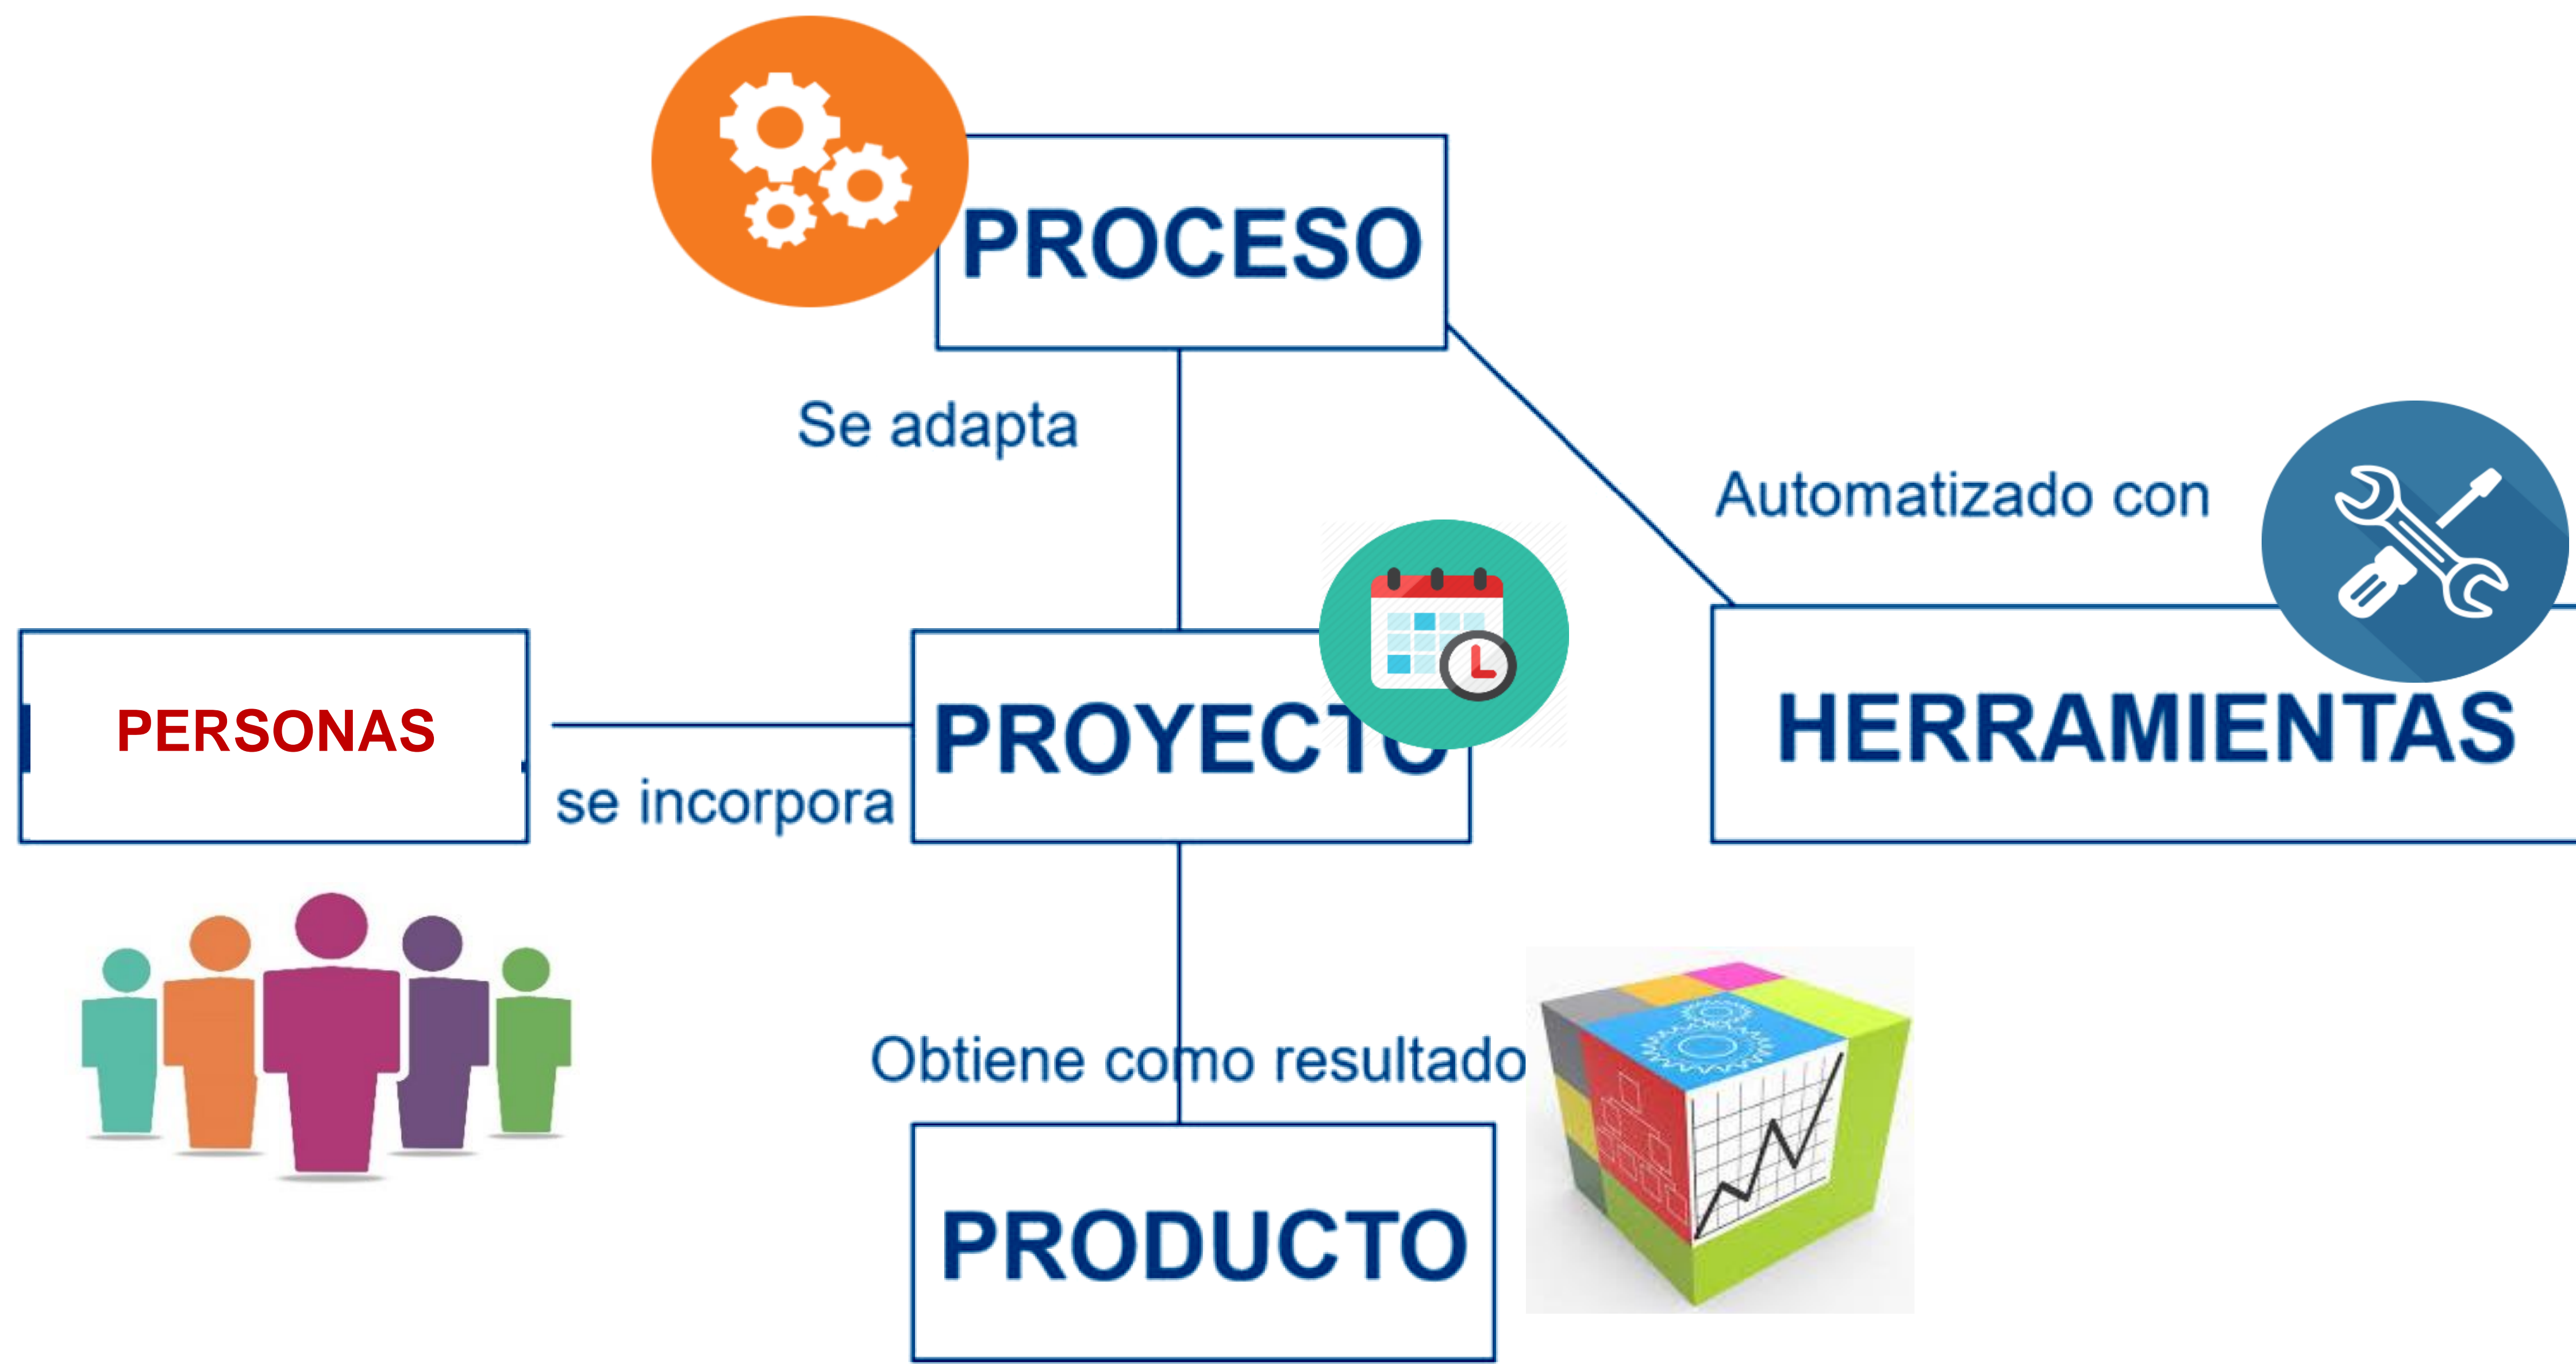 PROCESO
Se adapta
Automatizado con
PERSONAS
se incorpora
PROYECTO
HERRAMIENTAS
Obtiene como resultado
PRODUCTO